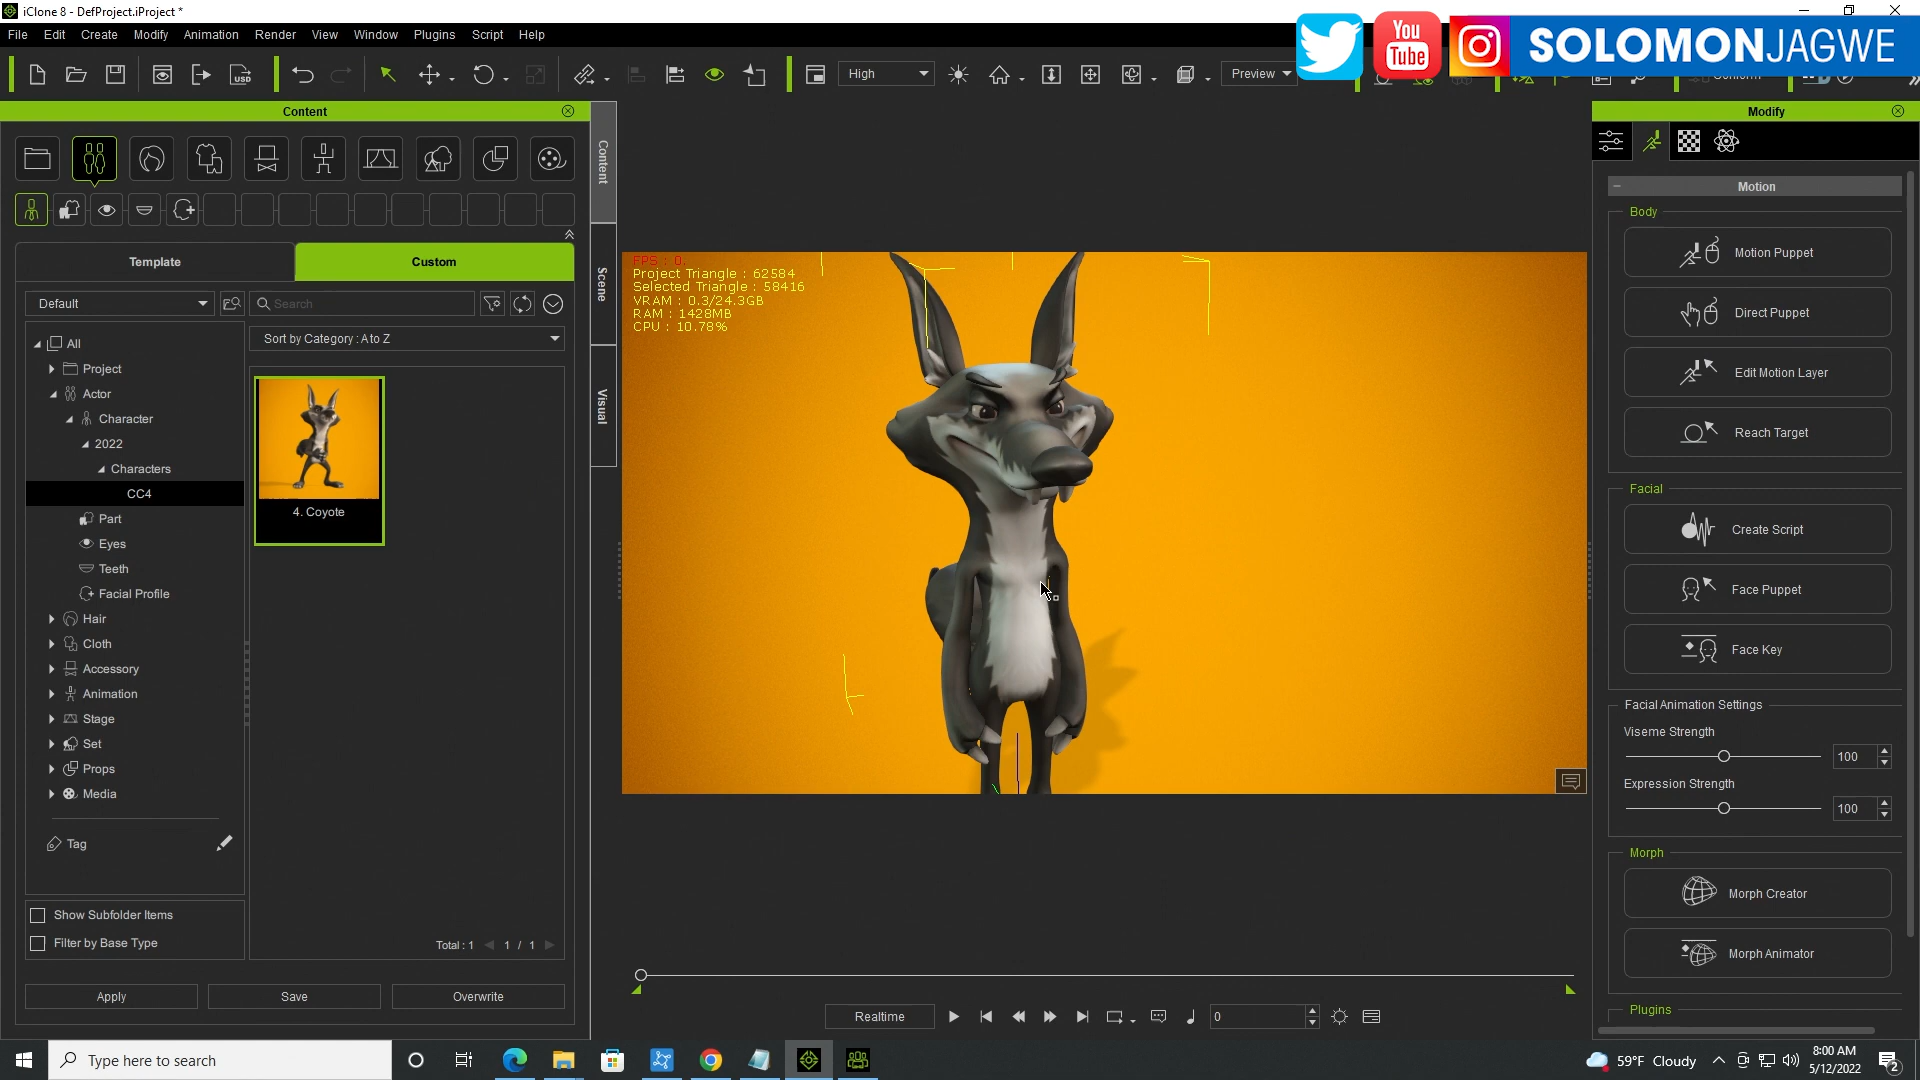 iClone 8 - DefProject.iProject *
File Edit Create Modify Animation Render View Window Plugins Script Help
You
Tube
SOLOMONJAGWE
USD
High
Preview
Content
Modify
Content
Scene
Visual
Template
Custom
Default
Search
Sort by Category : A to Z
All
Project
Actor
Character
2022
Characters
CC4
Part
Eyes
Teeth
Facial Profile
Hair
Cloth
Accessory
Animation
Stage
Set
Props
Media
Tag
Show Subfolder Items
Filter by Base Type
4. Coyote
Total : 1 1 / 1
Apply
Save
Overwrite
FPS : 0.
Project Triangle : 62584
Selected Triangle : 58416
VRAM : 0.3/24.3GB
RAM : 1428MB
CPU : 10.78%
Realtime
0
Motion
Body
Motion Puppet
Direct Puppet
Edit Motion Layer
Reach Target
Facial
Create Script
Face Puppet
Face Key
Facial Animation Settings
Viseme Strength
100
Expression Strength
100
Morph
Morph Creator
Morph Animator
Plugins
Type here to search
59°F Cloudy
8:00 AM
5/12/2022
2